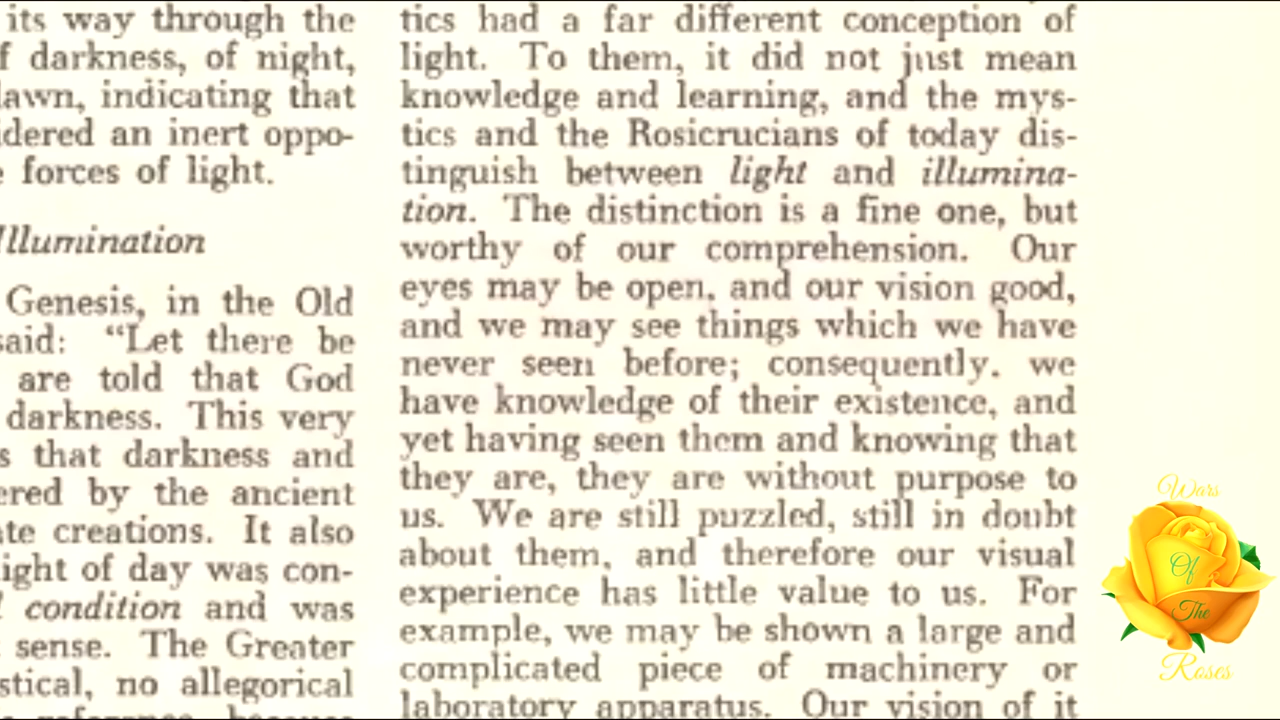 its way through the
f darkness, of night,
lawn, indicating that
idered an inert oppo-
e forces of light.
Illumination
Genesis, in the Old
said: “Let there be
are told that God
darkness. This very
s that darkness and
ered by the ancient
te creations. It also
ight of day was con-
condition and was
sense. The Greater
stical, no allegorical
reference because
tics had a far different conception of
light. To them, it did not just mean
knowledge and learning, and the mys-
tics and the Rosicrucians of today dis-
tinguish between light and illumina-
tion. The distinction is a fine one, but
worthy of our comprehension. Our
eyes may be open, and our vision good,
and we may see things which we have
never seen before; consequently, we
have knowledge of their existence, and
yet having seen them and knowing that
they are, they are without purpose to
us. We are still puzzled, still in doubt
about them, and therefore our visual
experience has little value to us. For
example, we may be shown a large and
complicated piece of machinery or
laboratory apparatus. Our vision of it
Wars
Of
The
Roses